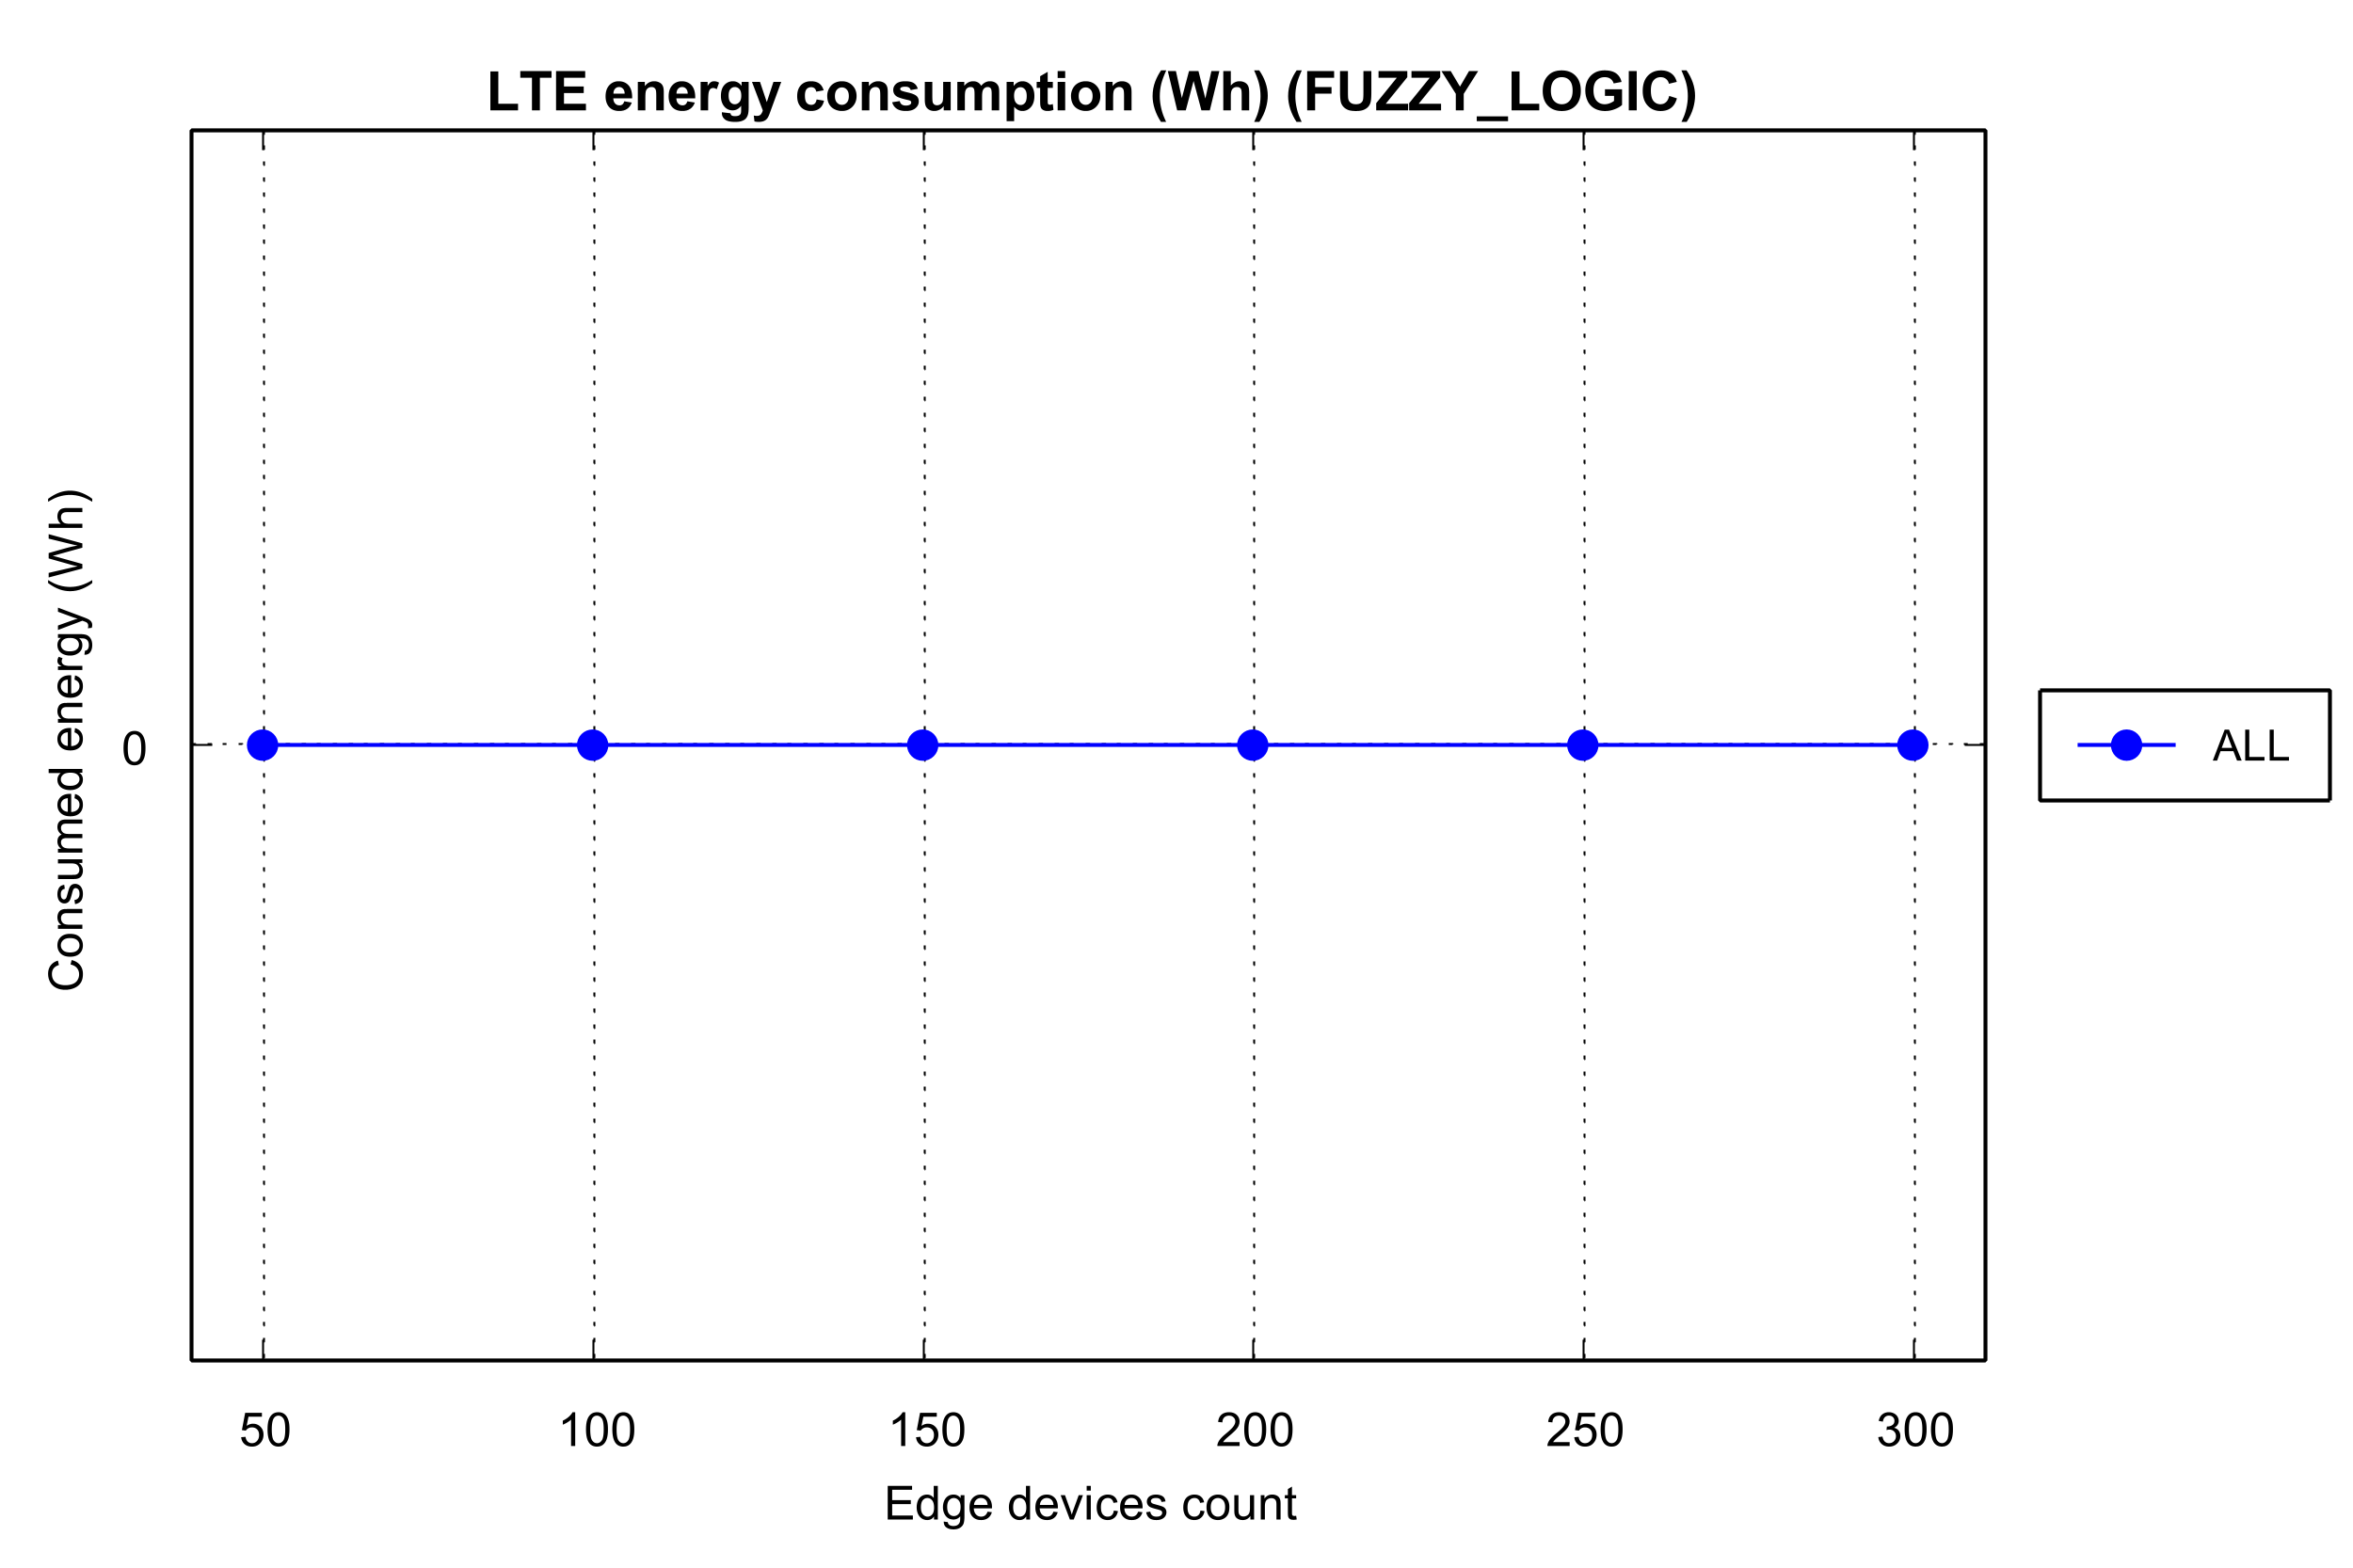 LTE energy consumption (Wh) (FUZZY_LOGIC)
Consumed energy (Wh)
0
ALL
50 100 150 200 250 300
Edge devices count